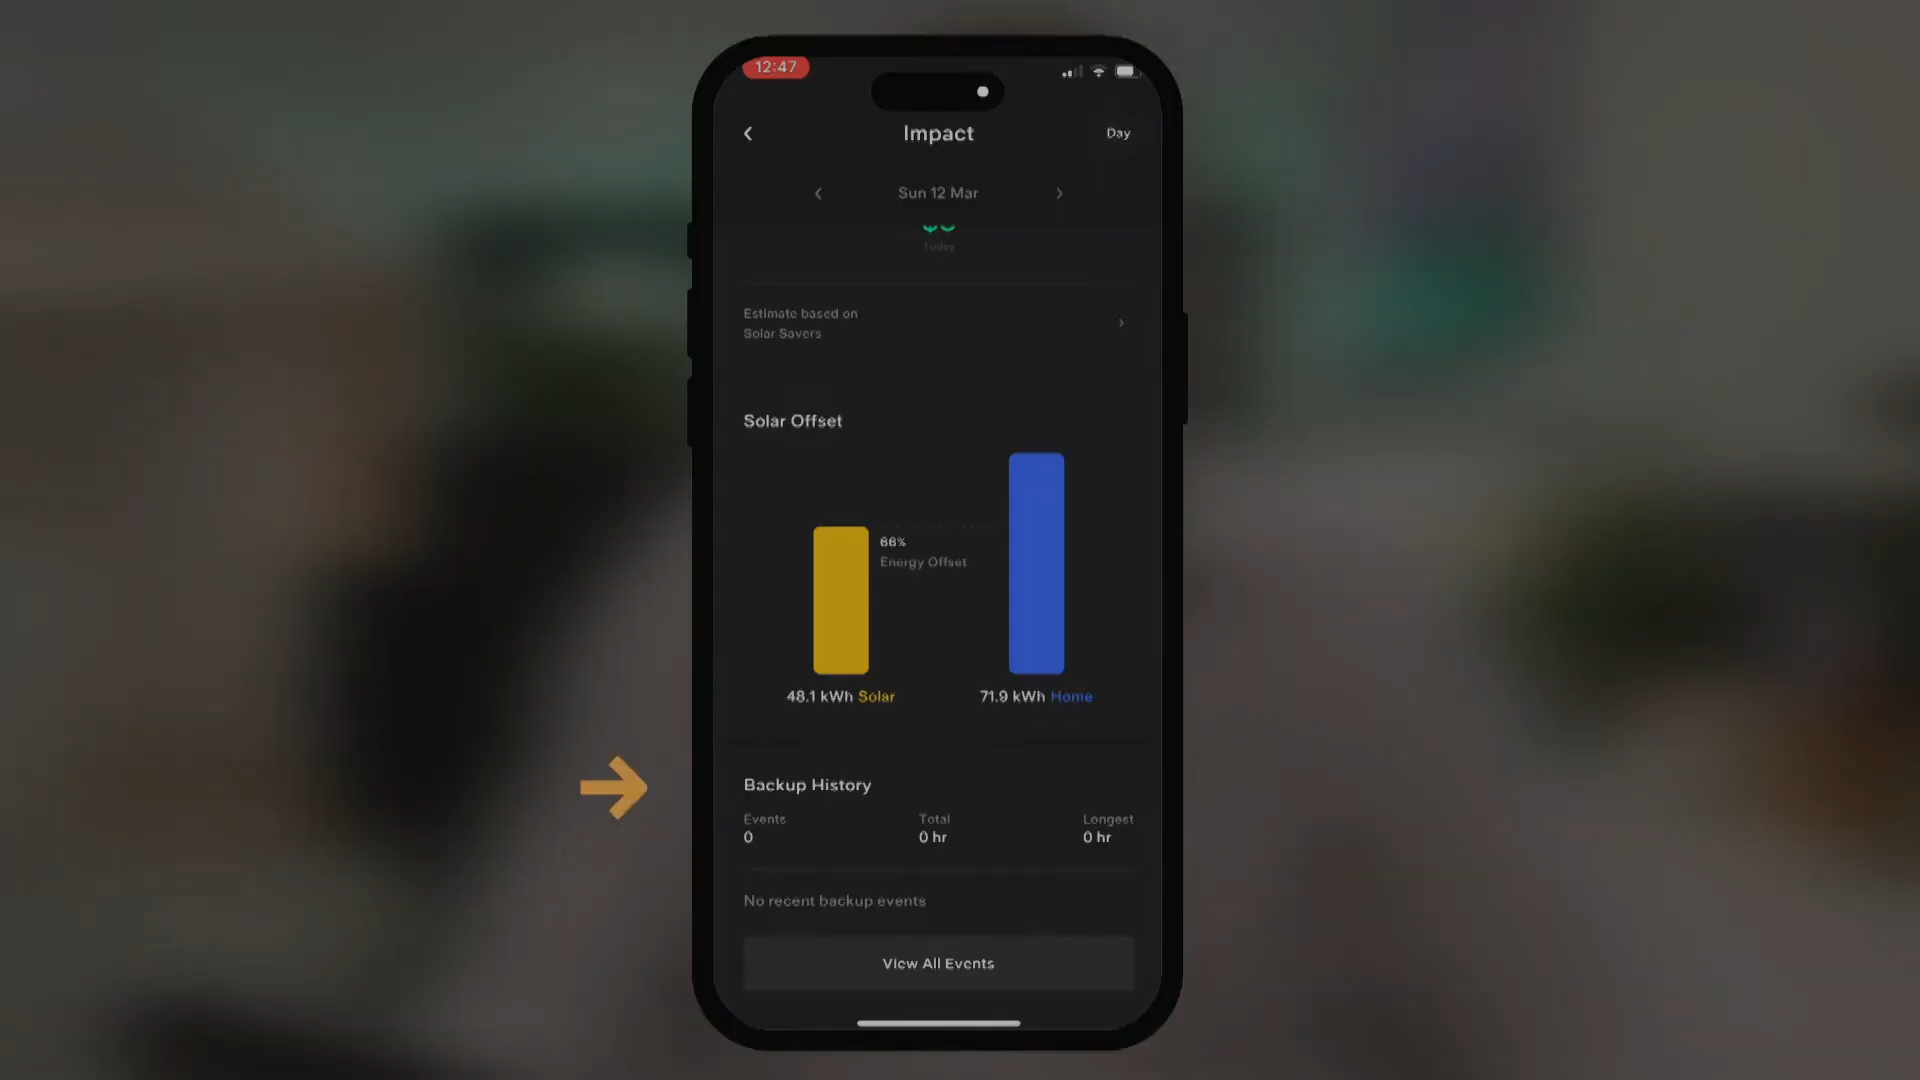 12:47
Impact
Day
Sun 12 Mar
Today
Estimate based on
Solar Savers
Solar Offset
66%
Energy Offset
48.1 kWh Solar
71.9 kWh Home
Backup History
Events
Total
Longest
0
0 hr
0 hr
No recent backup events
View All Events